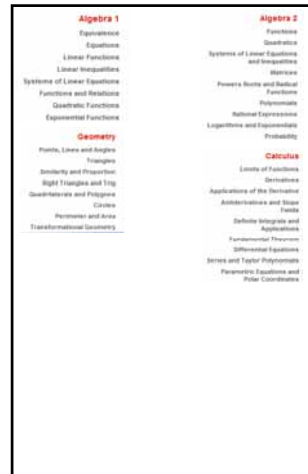 Algebra 1
Equivalence
Equations
Linear Functions
Linear Inequalities
Systems of Linear Equations
Functions and Relations
Quadratic Functions
Exponential Functions
Geometry
Points, Lines and Angles
Triangles
Similarity and Proportion
Right Triangles and Trig
Quadrilaterals and Polygons
Circles
Perimeter and Area
Transformational Geometry
Algebra 2
Functions
Quadratics
Systems of Linear Equations
and Inequalities
Matrices
Powers Roots and Radical
Functions
Polynomials
Rational Expressions
Logarithms and Exponentials
Probability
Calculus
Limits of Functions
Derivatives
Applications of the Derivative
Antiderivatives and Slope
Fields
Definite Integrals and
Applications
Fundamental Theorem
Differential Equations
Series and Taylor Polynomials
Parametric Equations and
Polar Coordinates